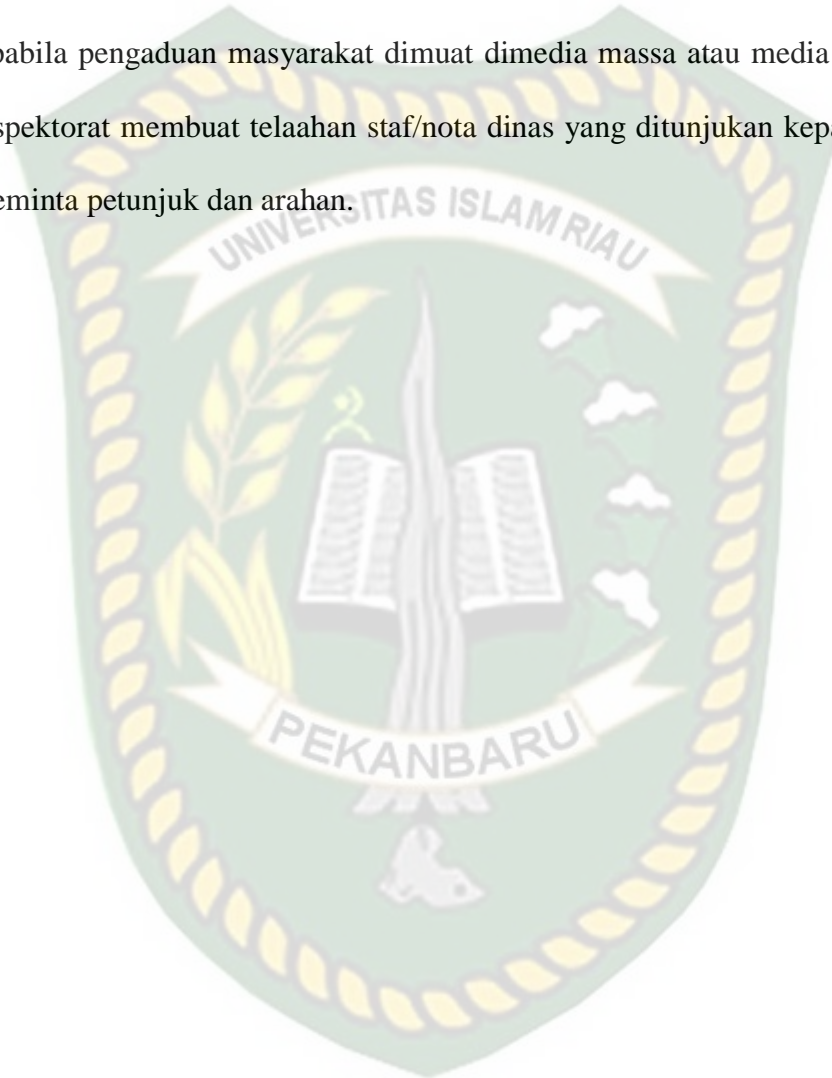 pabila pengaduan masyarakat dimuat dimedia massa atau media
spektorat membuat telaahan staf/nota dinas yang ditunjukan kepa
eminta petunjuk dan arahan.
UNIVERSITAS ISLAM RIAU
PEKANBARU